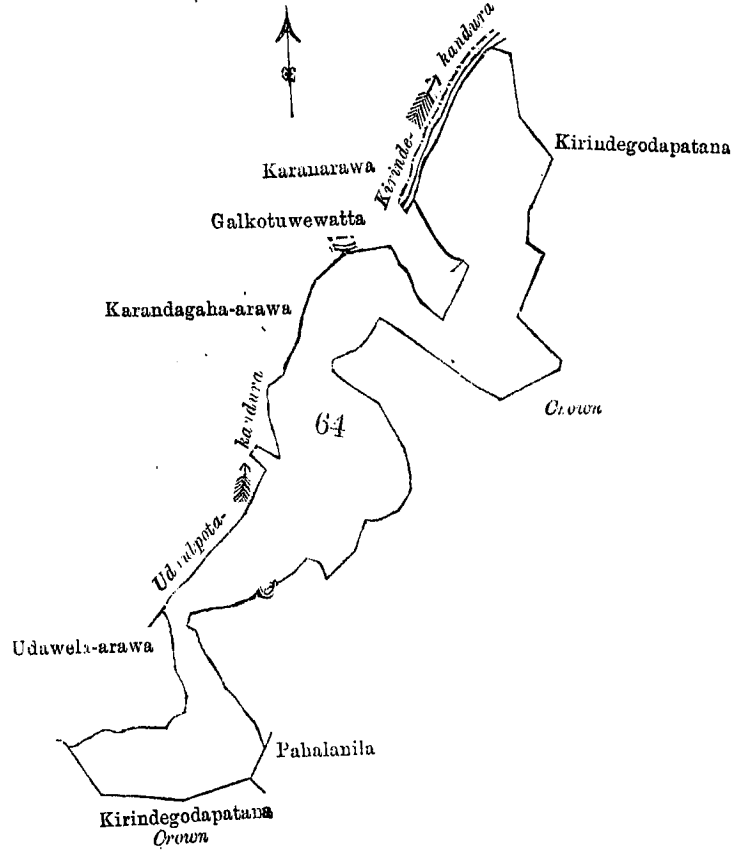 Kirinde-kandura
Kirindegodapatana
Karanarawa
Galkotuwewatta
Karandagaha-arawa
kandura
Crown
64
Udawela-arawa
Pahalanila
Kirindegodapatana
Crown